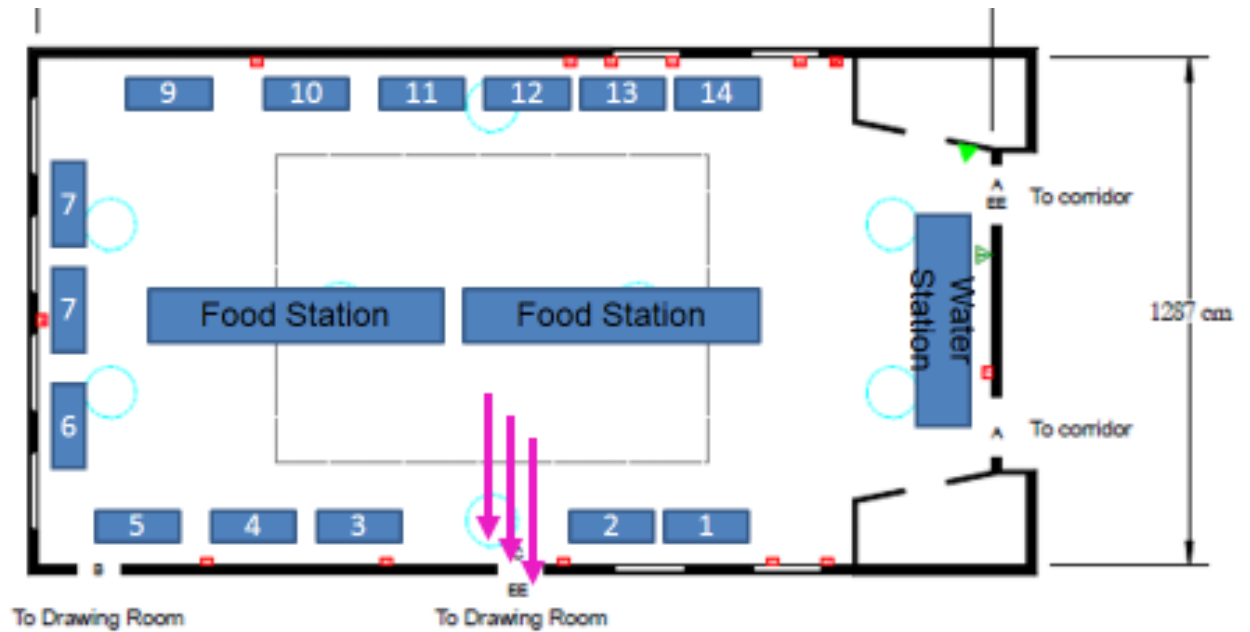 9 10 11 12 13 14
A
EE
To corridor
7
7
6
Food Station
Food Station
Water
Station
1287 cm
A
To corridor
5 4 3 2 1
B
EE
To Drawing Room
To Drawing Room